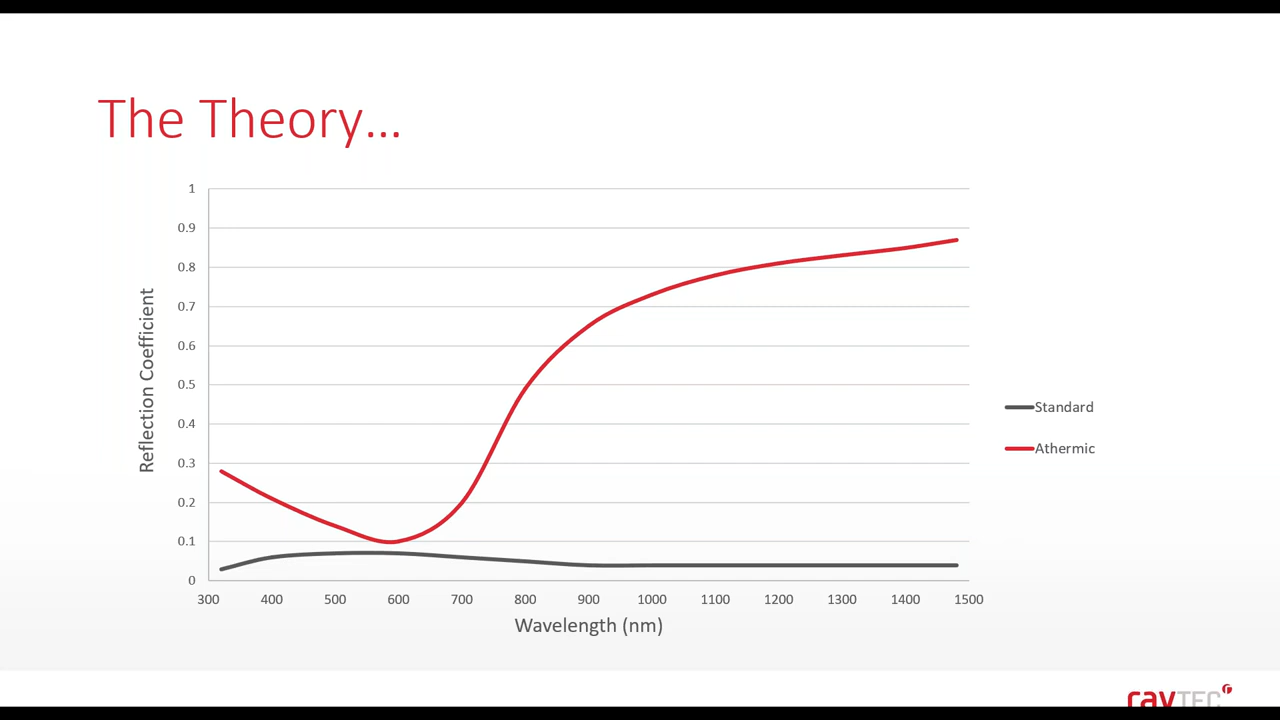 The Theory...
1
0.9
0.8
0.7
0.6
0.5
0.4
0.3
0.2
0.1
0
Reflection Coefficient
300 400 500 600 700 800 900 1000 1100 1200 1300 1400 1500
Wavelength (nm)
Standard
Athermic
rayTEC